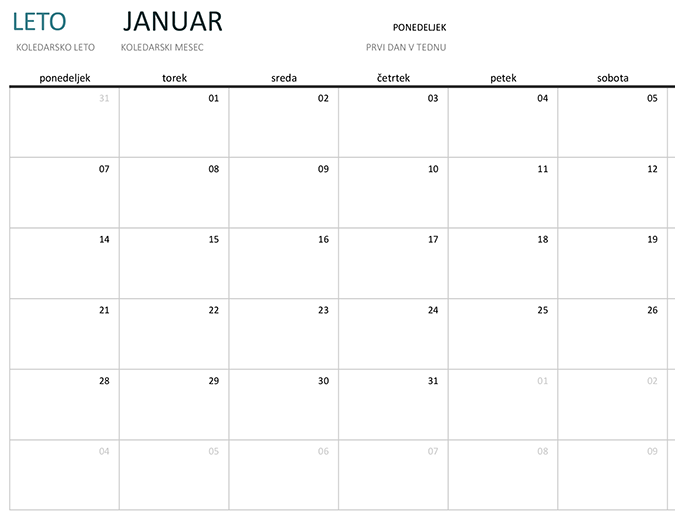 LETO JANUAR PONEDELJEK
KOLEDARSKO LETO KOLEDARSKI MESEC PRVI DAN V TEDNU
ponedeljek torek sreda četrtek petek sobota
31 01 02 03 04 05
07 08 09 10 11 12
14 15 16 17 18 19
21 22 23 24 25 26
28 29 30 31 01 02
04 05 06 07 08 09